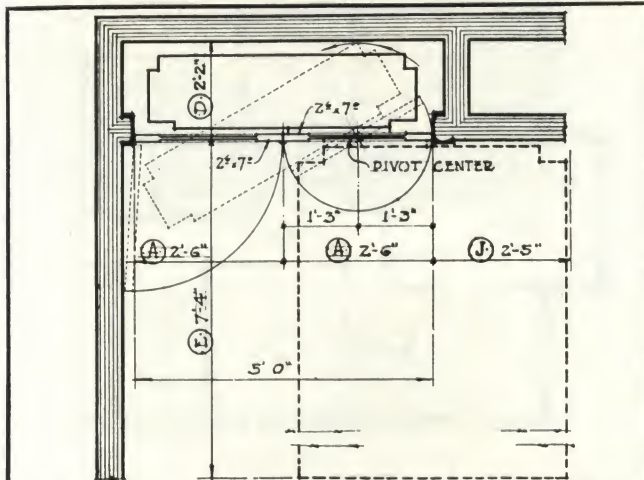 Ⓓ 2'-2"
2⁶x7⁰
2⁶x7⁰
PIVOT CENTER
1'-3" 1'-3"
Ⓐ 2'-6" Ⓐ 2'-6" Ⓙ 2'-5"
Ⓔ 7'-4"
5' 0"